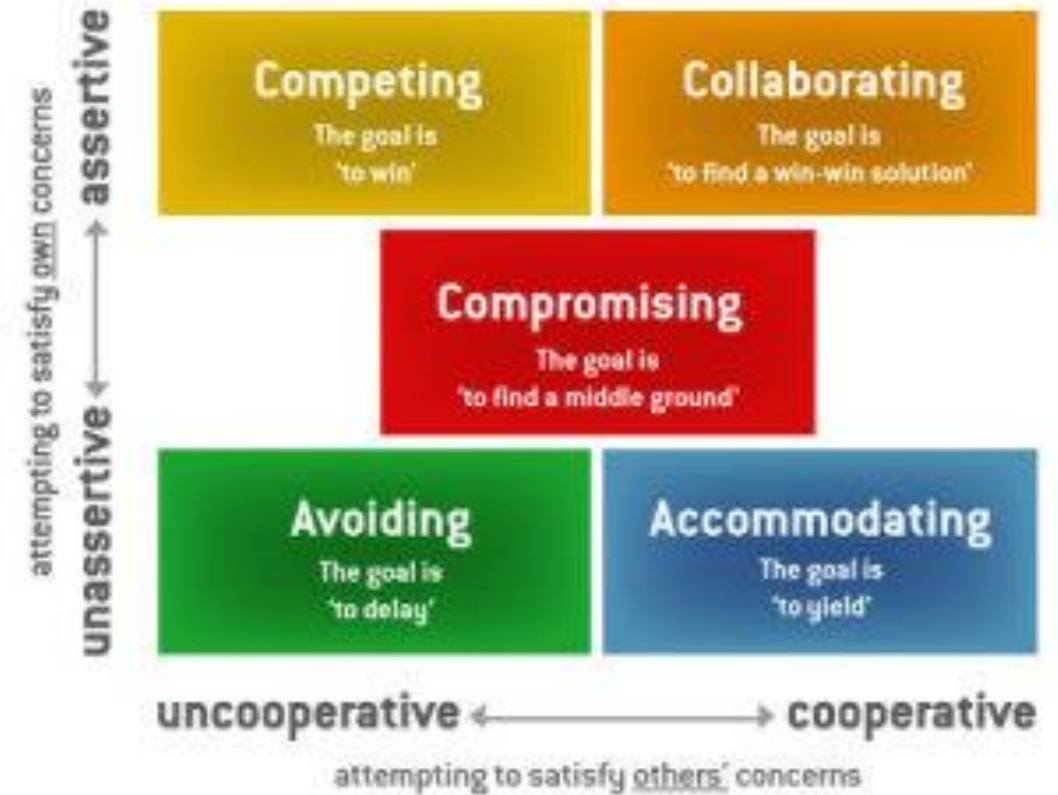 attempting to satisfy own concerns
unassertive
assertive
Competing
The goal is
'to win'
Collaborating
The goal is
'to find a win-win solution'
Compromising
The goal is
'to find a middle ground'
Avoiding
The goal is
'to delay'
Accommodating
The goal is
'to yield'
uncooperative
cooperative
attempting to satisfy others' concerns